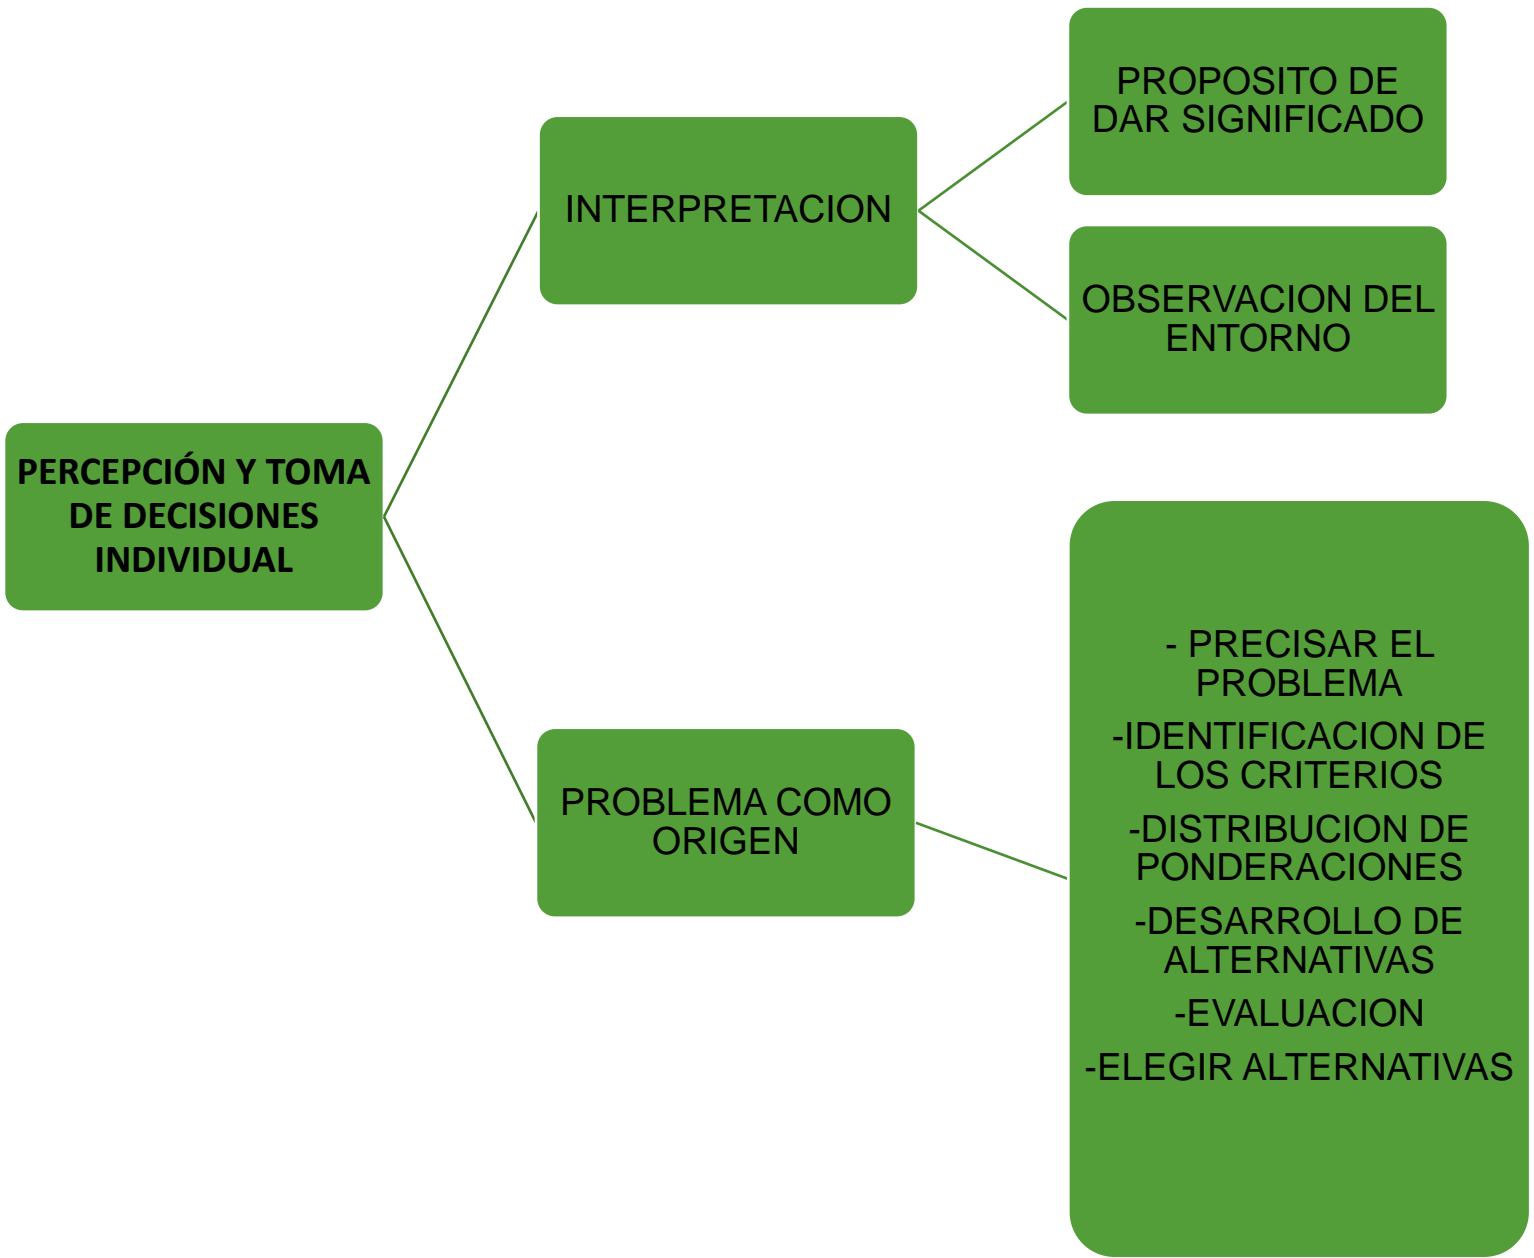 PROPOSITO DE
DAR SIGNIFICADO
INTERPRETACION
OBSERVACION DEL
ENTORNO
PERCEPCIÓN Y TOMA
DE DECISIONES
INDIVIDUAL
PROBLEMA COMO
ORIGEN
- PRECISAR EL
PROBLEMA
-IDENTIFICACION DE
LOS CRITERIOS
-DISTRIBUCION DE
PONDERACIONES
-DESARROLLO DE
ALTERNATIVAS
-EVALUACION
-ELEGIR ALTERNATIVAS